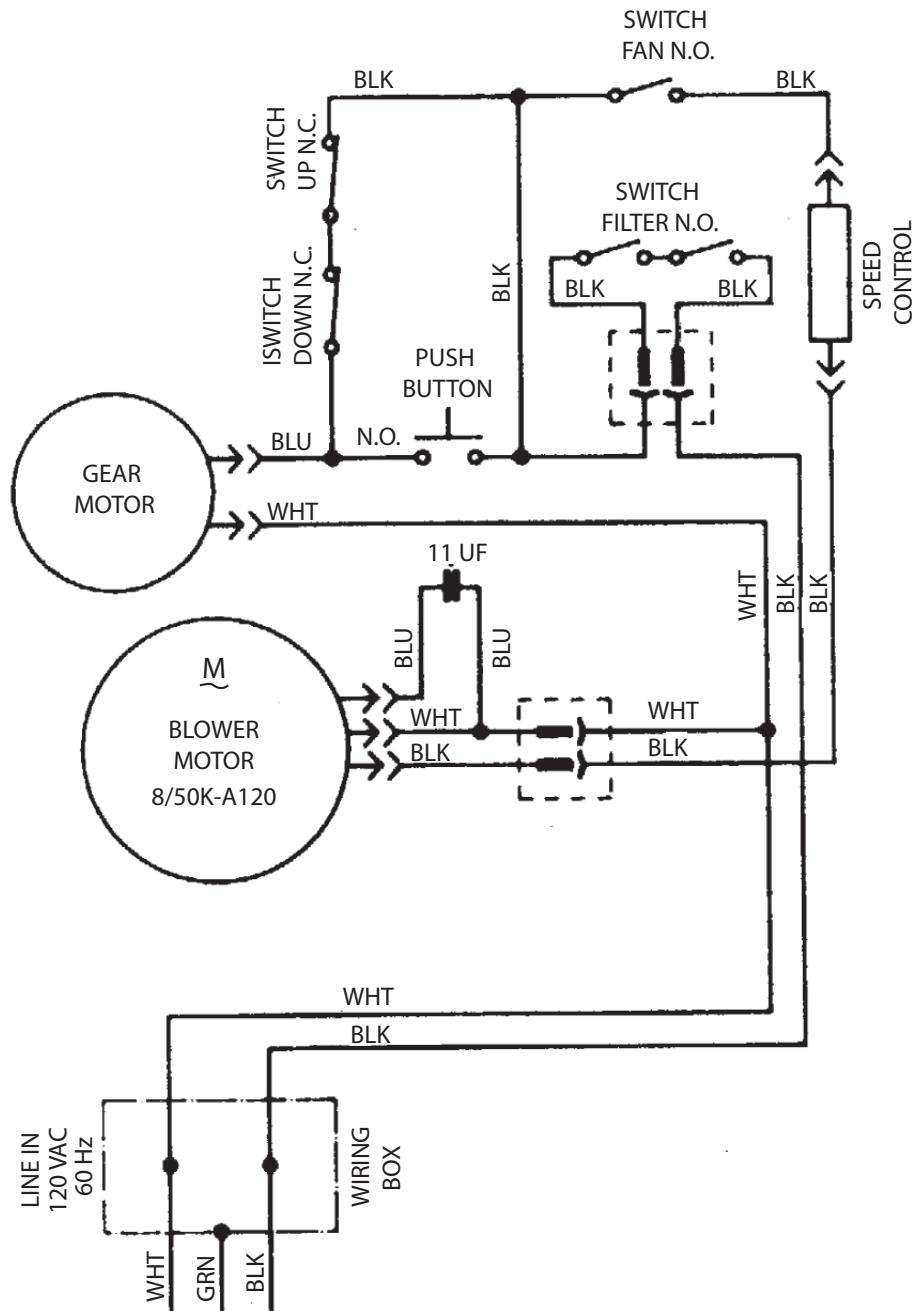 SWITCH
FAN N.O.
BLK
BLK
SWITCH
UP N.C.
SWITCH
FILTER N.O.
BLK
BLK
BLK
SPEED
CONTROL
ISWITCH
DOWN N.C.
PUSH
BUTTON
BLU
N.O.
GEAR
MOTOR
WHT
11 UF
WHT
BLK
BLK
BLU
BLU
M
BLOWER
MOTOR
8/50K-A120
WHT
BLK
WHT
BLK
WHT
BLK
LINE IN
120 VAC
60 Hz
WIRING
BOX
WHT
GRN
BLK